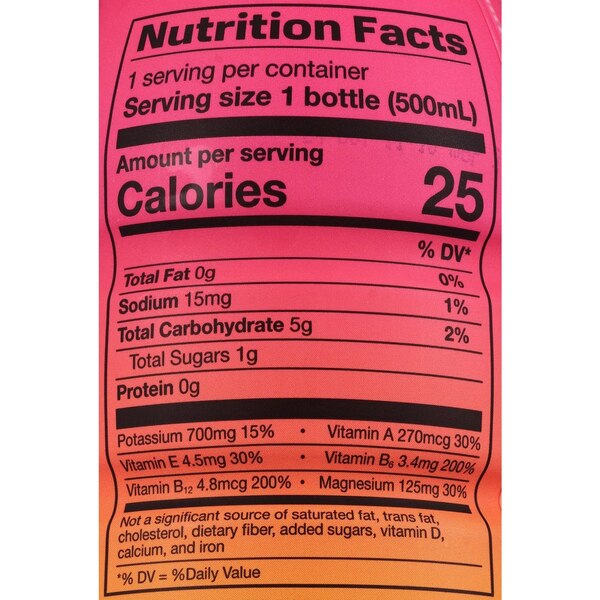 Nutrition Facts
1 serving per container
Serving size 1 bottle (500mL)
Amount per serving
Calories 25
% DV*
Total Fat 0g 0%
Sodium 15mg 1%
Total Carbohydrate 5g 2%
Total Sugars 1g
Protein 0g
Potassium 700mg 15% • Vitamin A 270mcg 30%
Vitamin E 4.5mg 30% • Vitamin B6 3.4mg 200%
Vitamin B12 4.8mcg 200% • Magnesium 125mg 30%
Not a significant source of saturated fat, trans fat,
cholesterol, dietary fiber, added sugars, vitamin D,
calcium, and iron
*% DV = %Daily Value